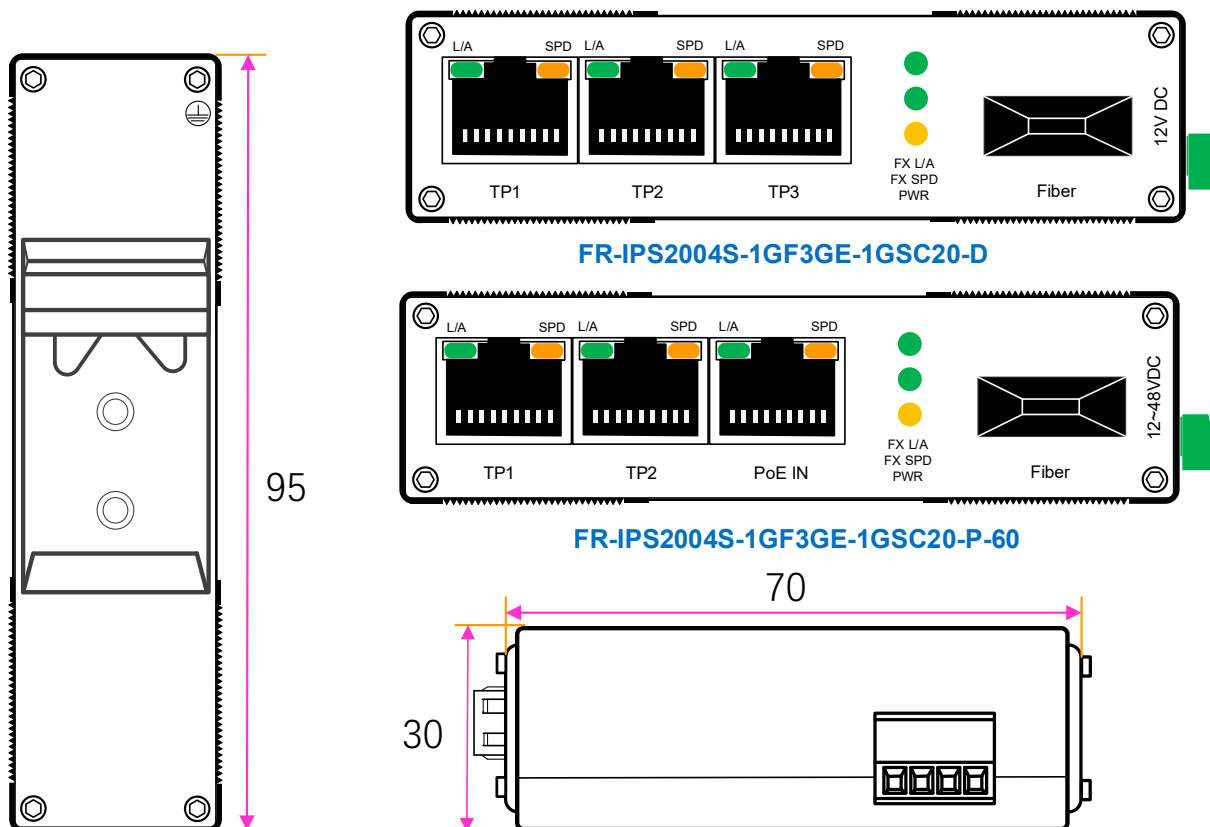 L/A SPD L/A SPD L/A SPD
TP1 TP2 TP3
FX L/A
FX SPD
PWR
Fiber
12V DC
FR-IPS2004S-1GF3GE-1GSC20-D
L/A SPD L/A SPD L/A SPD
TP1 TP2 PoE IN
FX L/A
FX SPD
PWR
Fiber
12~48VDC
FR-IPS2004S-1GF3GE-1GSC20-P-60
95
70
30